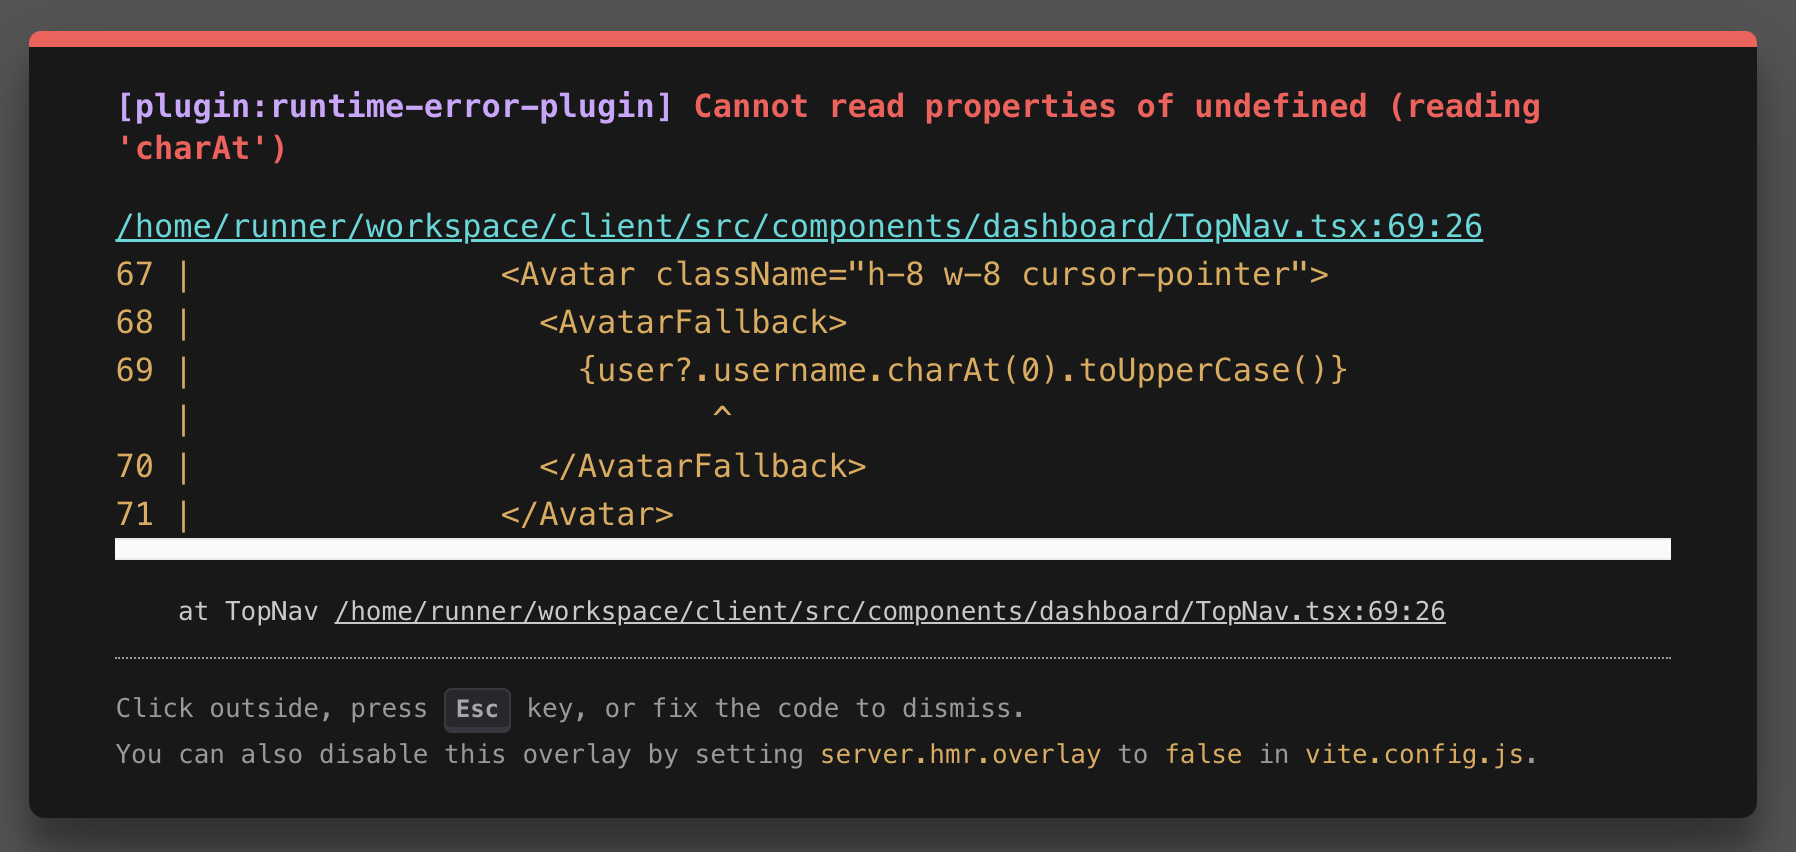 [plugin:runtime-error-plugin] Cannot read properties of undefined (reading
'charAt')
/home/runner/workspace/client/src/components/dashboard/TopNav.tsx:69:26
67 |                <Avatar className="h-8 w-8 cursor-pointer">
68 |                  <AvatarFallback>
69 |                    {user?.username.charAt(0).toUpperCase()}
   |                           ^
70 |                  </AvatarFallback>
71 |                </Avatar>
at TopNav /home/runner/workspace/client/src/components/dashboard/TopNav.tsx:69:26
Click outside, press Esc key, or fix the code to dismiss.
You can also disable this overlay by setting server.hmr.overlay to false in vite.config.js.